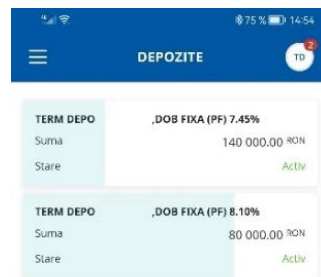 4G 75 % 14:54
DEPOZITE TD 2
TERM DEPO ,DOB FIXA (PF) 7.45%
Suma 140 000.00 RON
Stare Activ
TERM DEPO ,DOB FIXA (PF) 8.10%
Suma 80 000.00 RON
Stare Activ